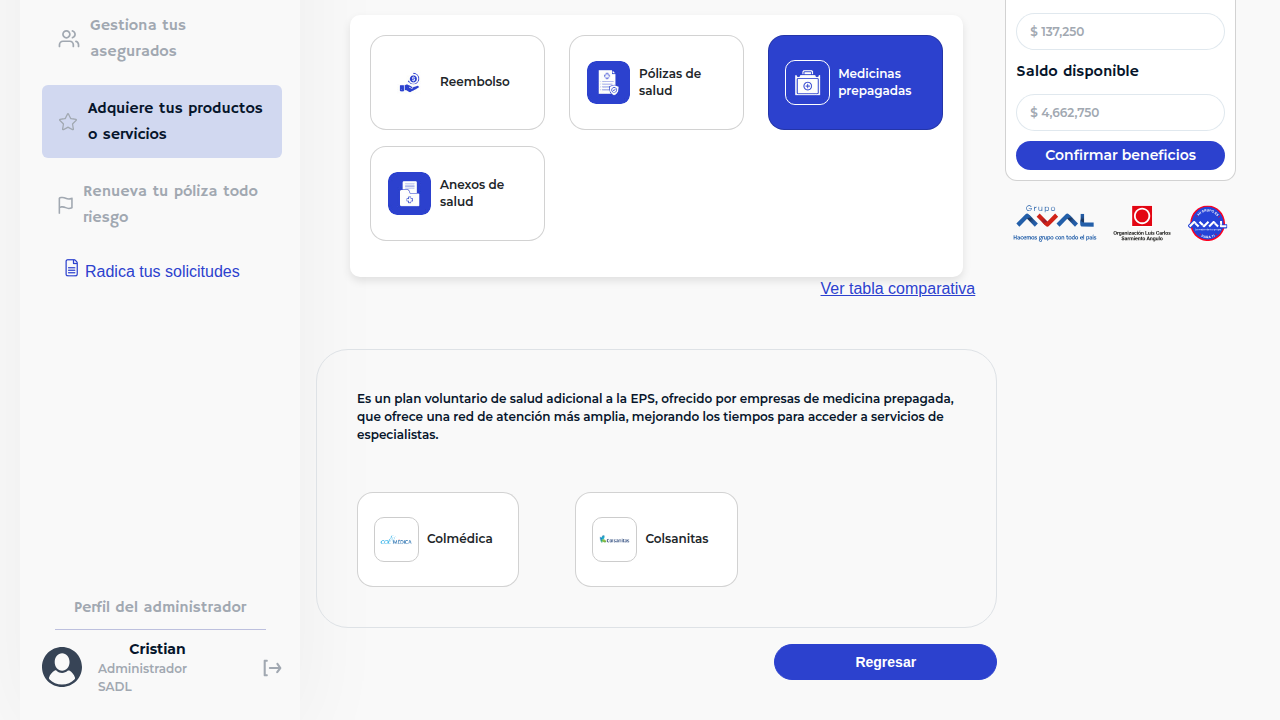 Gestiona tus
asegurados
Adquiere tus productos
o servicios
Renueva tu póliza todo
riesgo
Radica tus solicitudes
Perfil del administrador
Cristian
Administrador
SADL
Reembolso
Pólizas de
salud
Medicinas
prepagadas
Anexos de
salud
Ver tabla comparativa
Es un plan voluntario de salud adicional a la EPS, ofrecido por empresas de medicina prepagada,
que ofrece una red de atención más amplia, mejorando los tiempos para acceder a servicios de
especialistas.
COLMÉDICA
Colmédica
Colsanitas
Colsanitas
Regresar
$ 137,250
Saldo disponible
$ 4,662,750
Confirmar beneficios
Grupo
AVAL
Hacemos grupo con todo el país
Organización Luis Carlos
Sarmiento Angulo
AVAL